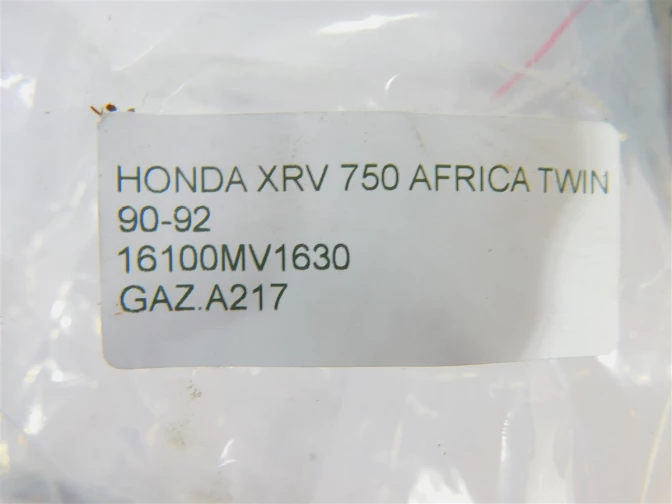 HONDA XRV 750 AFRICA TWIN
90-92
16100MV1630
GAZ.A217